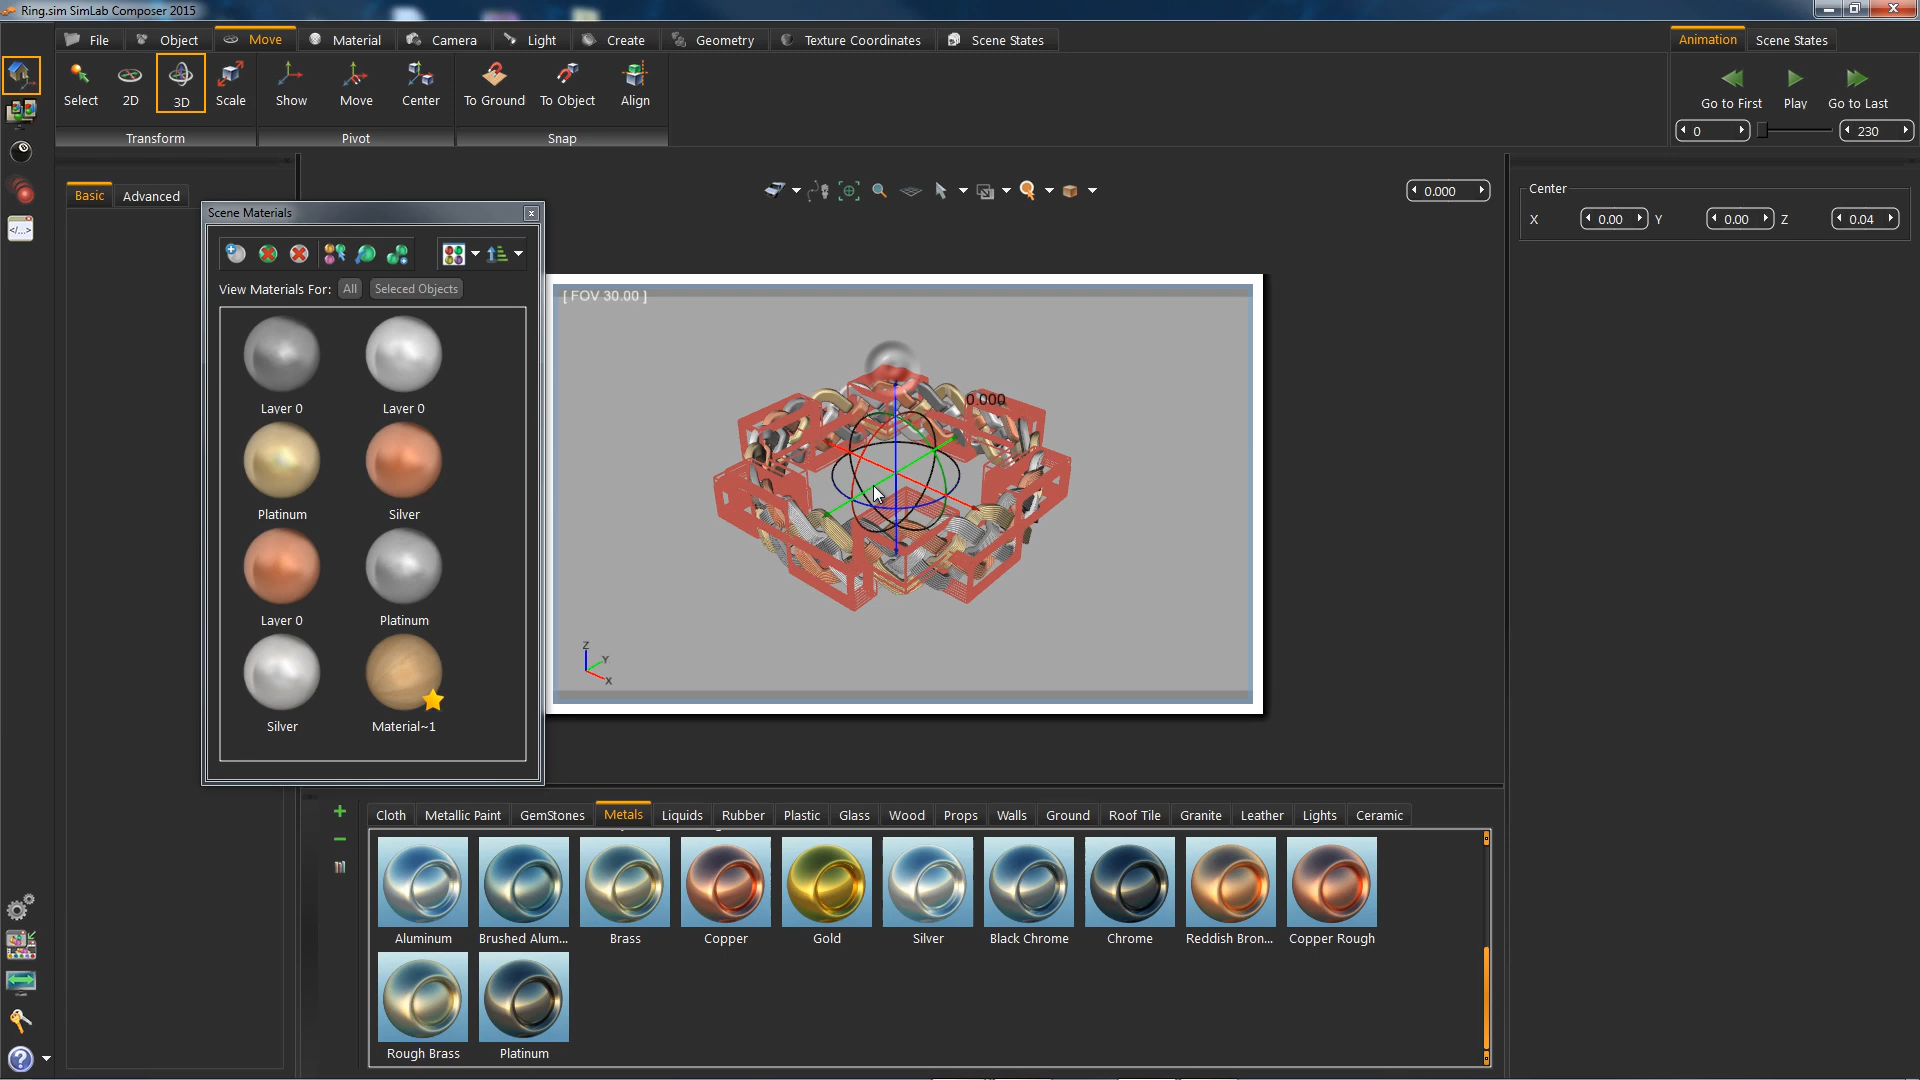 Ring.sim SimLab Composer 2015
File
Object
Move
Material
Camera
Light
Create
Geometry
Texture Coordinates
Scene States
Animation
Scene States
Select
2D
3D
Scale
Show
Move
Center
To Ground
To Object
Align
Go to First
Play
Go to Last
Transform
Pivot
Snap
0
230
Basic
Advanced
0.000
Center
X
0.00
Y
0.00
Z
0.04
Scene Materials
x
View Materials For:
All
Seleced Objects
[ FOV 30.00 ]
Layer 0
Layer 0
0.000
Platinum
Silver
Layer 0
Platinum
Z
Y
X
Silver
Material~1
Cloth
Metallic Paint
GemStones
Metals
Liquids
Rubber
Plastic
Glass
Wood
Props
Walls
Ground
Roof Tile
Granite
Leather
Lights
Ceramic
Aluminum
Brushed Alum...
Brass
Copper
Gold
Silver
Black Chrome
Chrome
Reddish Bron...
Copper Rough
Rough Brass
Platinum